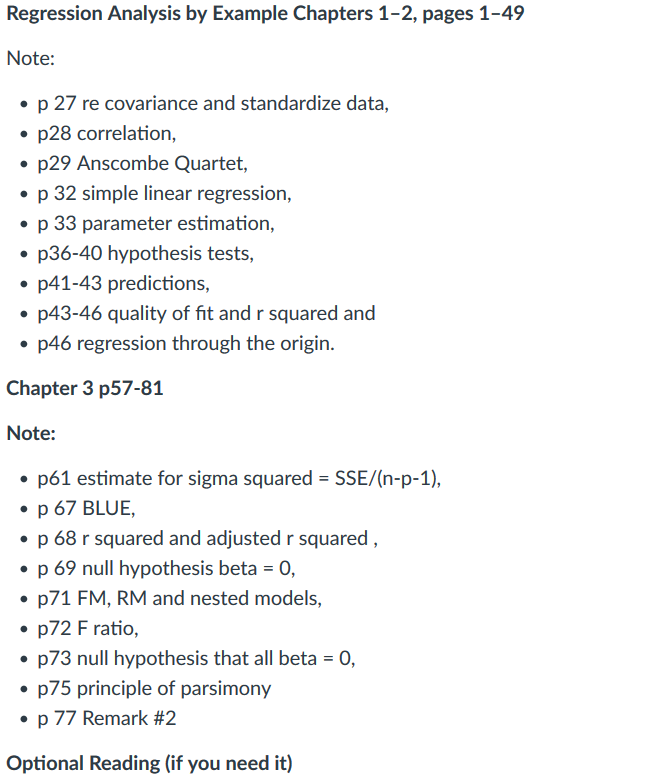 Regression Analysis by Example Chapters 1–2, pages 1–49
Note:
• p 27 re covariance and standardize data,
• p28 correlation,
• p29 Anscombe Quartet,
• p 32 simple linear regression,
• p 33 parameter estimation,
• p36-40 hypothesis tests,
• p41-43 predictions,
• p43-46 quality of fit and r squared and
• p46 regression through the origin.
Chapter 3 p57-81
Note:
• p61 estimate for sigma squared = SSE/(n-p-1),
• p 67 BLUE,
• p 68 r squared and adjusted r squared ,
• p 69 null hypothesis beta = 0,
• p71 FM, RM and nested models,
• p72 F ratio,
• p73 null hypothesis that all beta = 0,
• p75 principle of parsimony
• p 77 Remark #2
Optional Reading (if you need it)